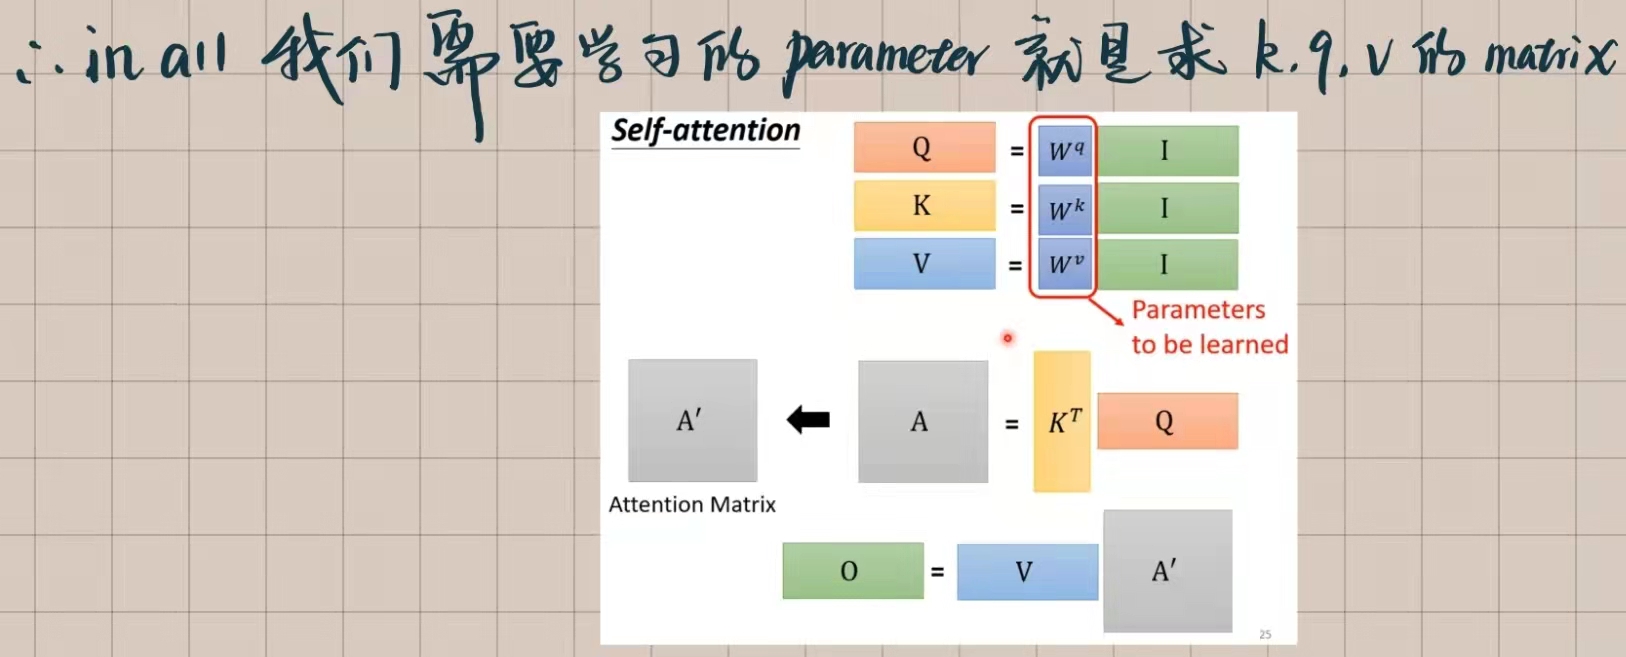 ∴ in all 我们需要学习的 parameter 就是求 k.q.v 的 matrix
Self-attention
Q = W^q I
K = W^k I
V = W^v I
Parameters
to be learned
A′ ← A = K^T Q
Attention Matrix
O = V A′
25